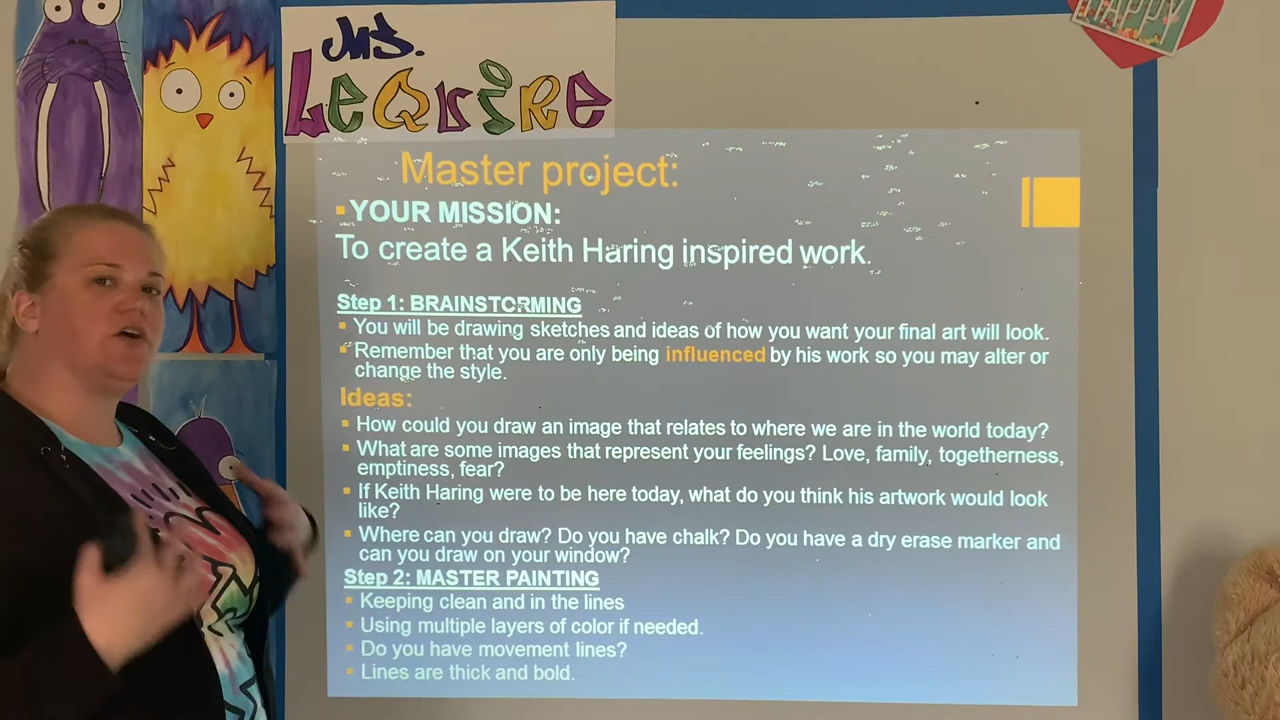 Ms.
LeQuire
HAPPY
Master project:
▪YOUR MISSION:
To create a Keith Haring inspired work.
Step 1: BRAINSTORMING
▪ You will be drawing sketches and ideas of how you want your final art will look.
▪ Remember that you are only being influenced by his work so you may alter or
change the style.
Ideas:
▪ How could you draw an image that relates to where we are in the world today?
▪ What are some images that represent your feelings? Love, family, togetherness,
emptiness, fear?
▪ If Keith Haring were to be here today, what do you think his artwork would look
like?
▪ Where can you draw? Do you have chalk? Do you have a dry erase marker and
can you draw on your window?
Step 2: MASTER PAINTING
▪ Keeping clean and in the lines
▪ Using multiple layers of color if needed.
▪ Do you have movement lines?
▪ Lines are thick and bold.